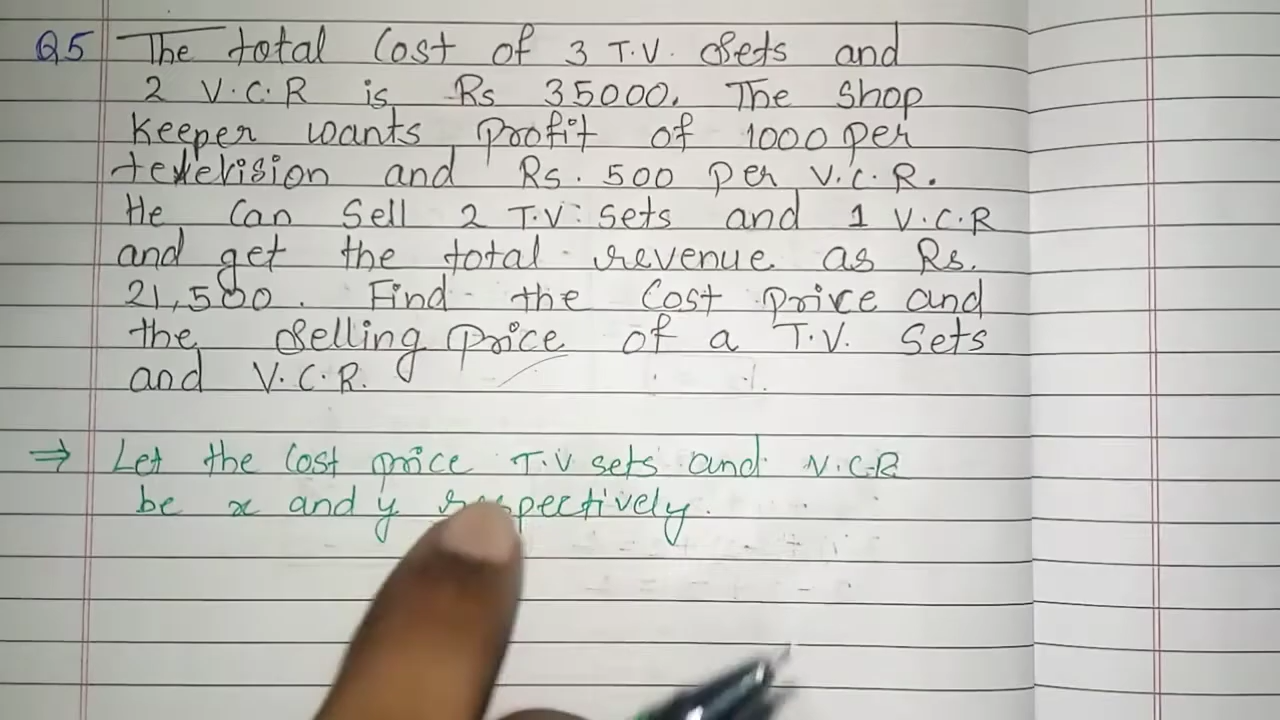 Q5 The total Cost of 3 T.V. Sets and
2 V.C.R is Rs 35000. The Shop
Keeper wants Profit of 1000 Per
television and Rs. 500 Per V.C.R.
He Can Sell 2 T.V. Sets and 1 V.C.R
and get the total revenue as Rs.
21,500. Find the Cost Price and
the Selling Price of a T.V. Sets
and V.C.R.
⇒ Let the Cost price T.V sets and V.C.R
be x and y respectively.